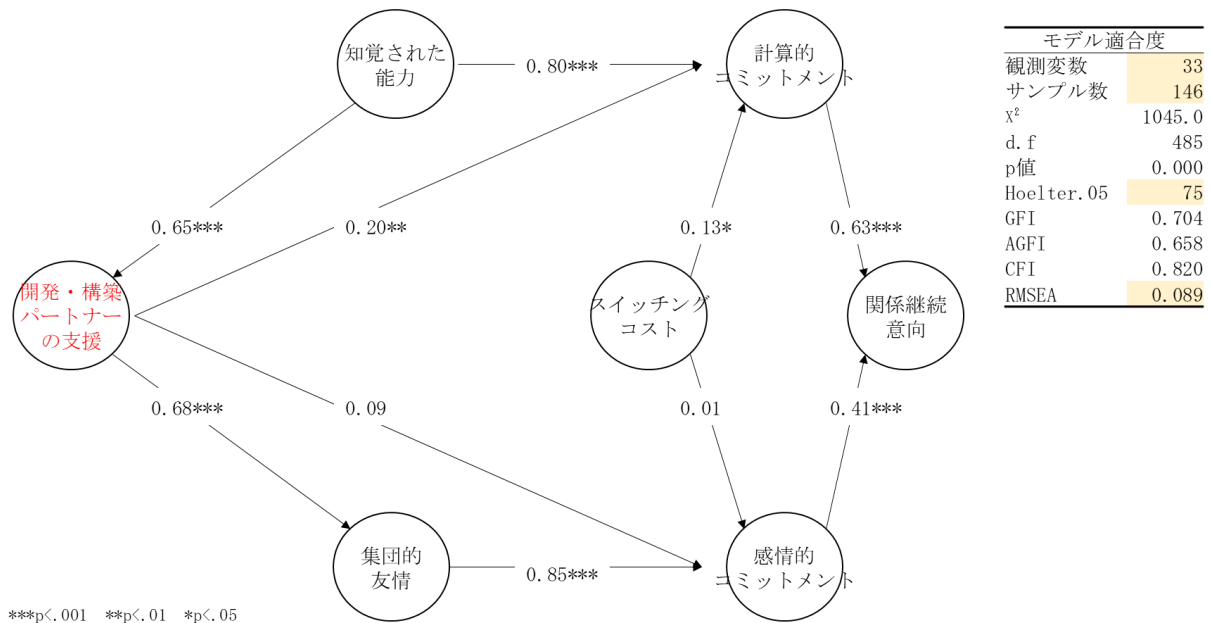 知覚された
能力
0.80***
計算的
コミットメント
0.65***
0.20**
0.13*
0.63***
開発・構築
パートナー
の支援
スイッチング
コスト
関係継続
意向
0.68***
0.09
0.01
0.41***
集団的
友情
0.85***
感情的
コミットメント
***p<.001 **p<.01 *p<.05
モデル適合度
観測変数 33
サンプル数 146
χ² 1045.0
d.f 485
p値 0.000
Hoelter.05 75
GFI 0.704
AGFI 0.658
CFI 0.820
RMSEA 0.089